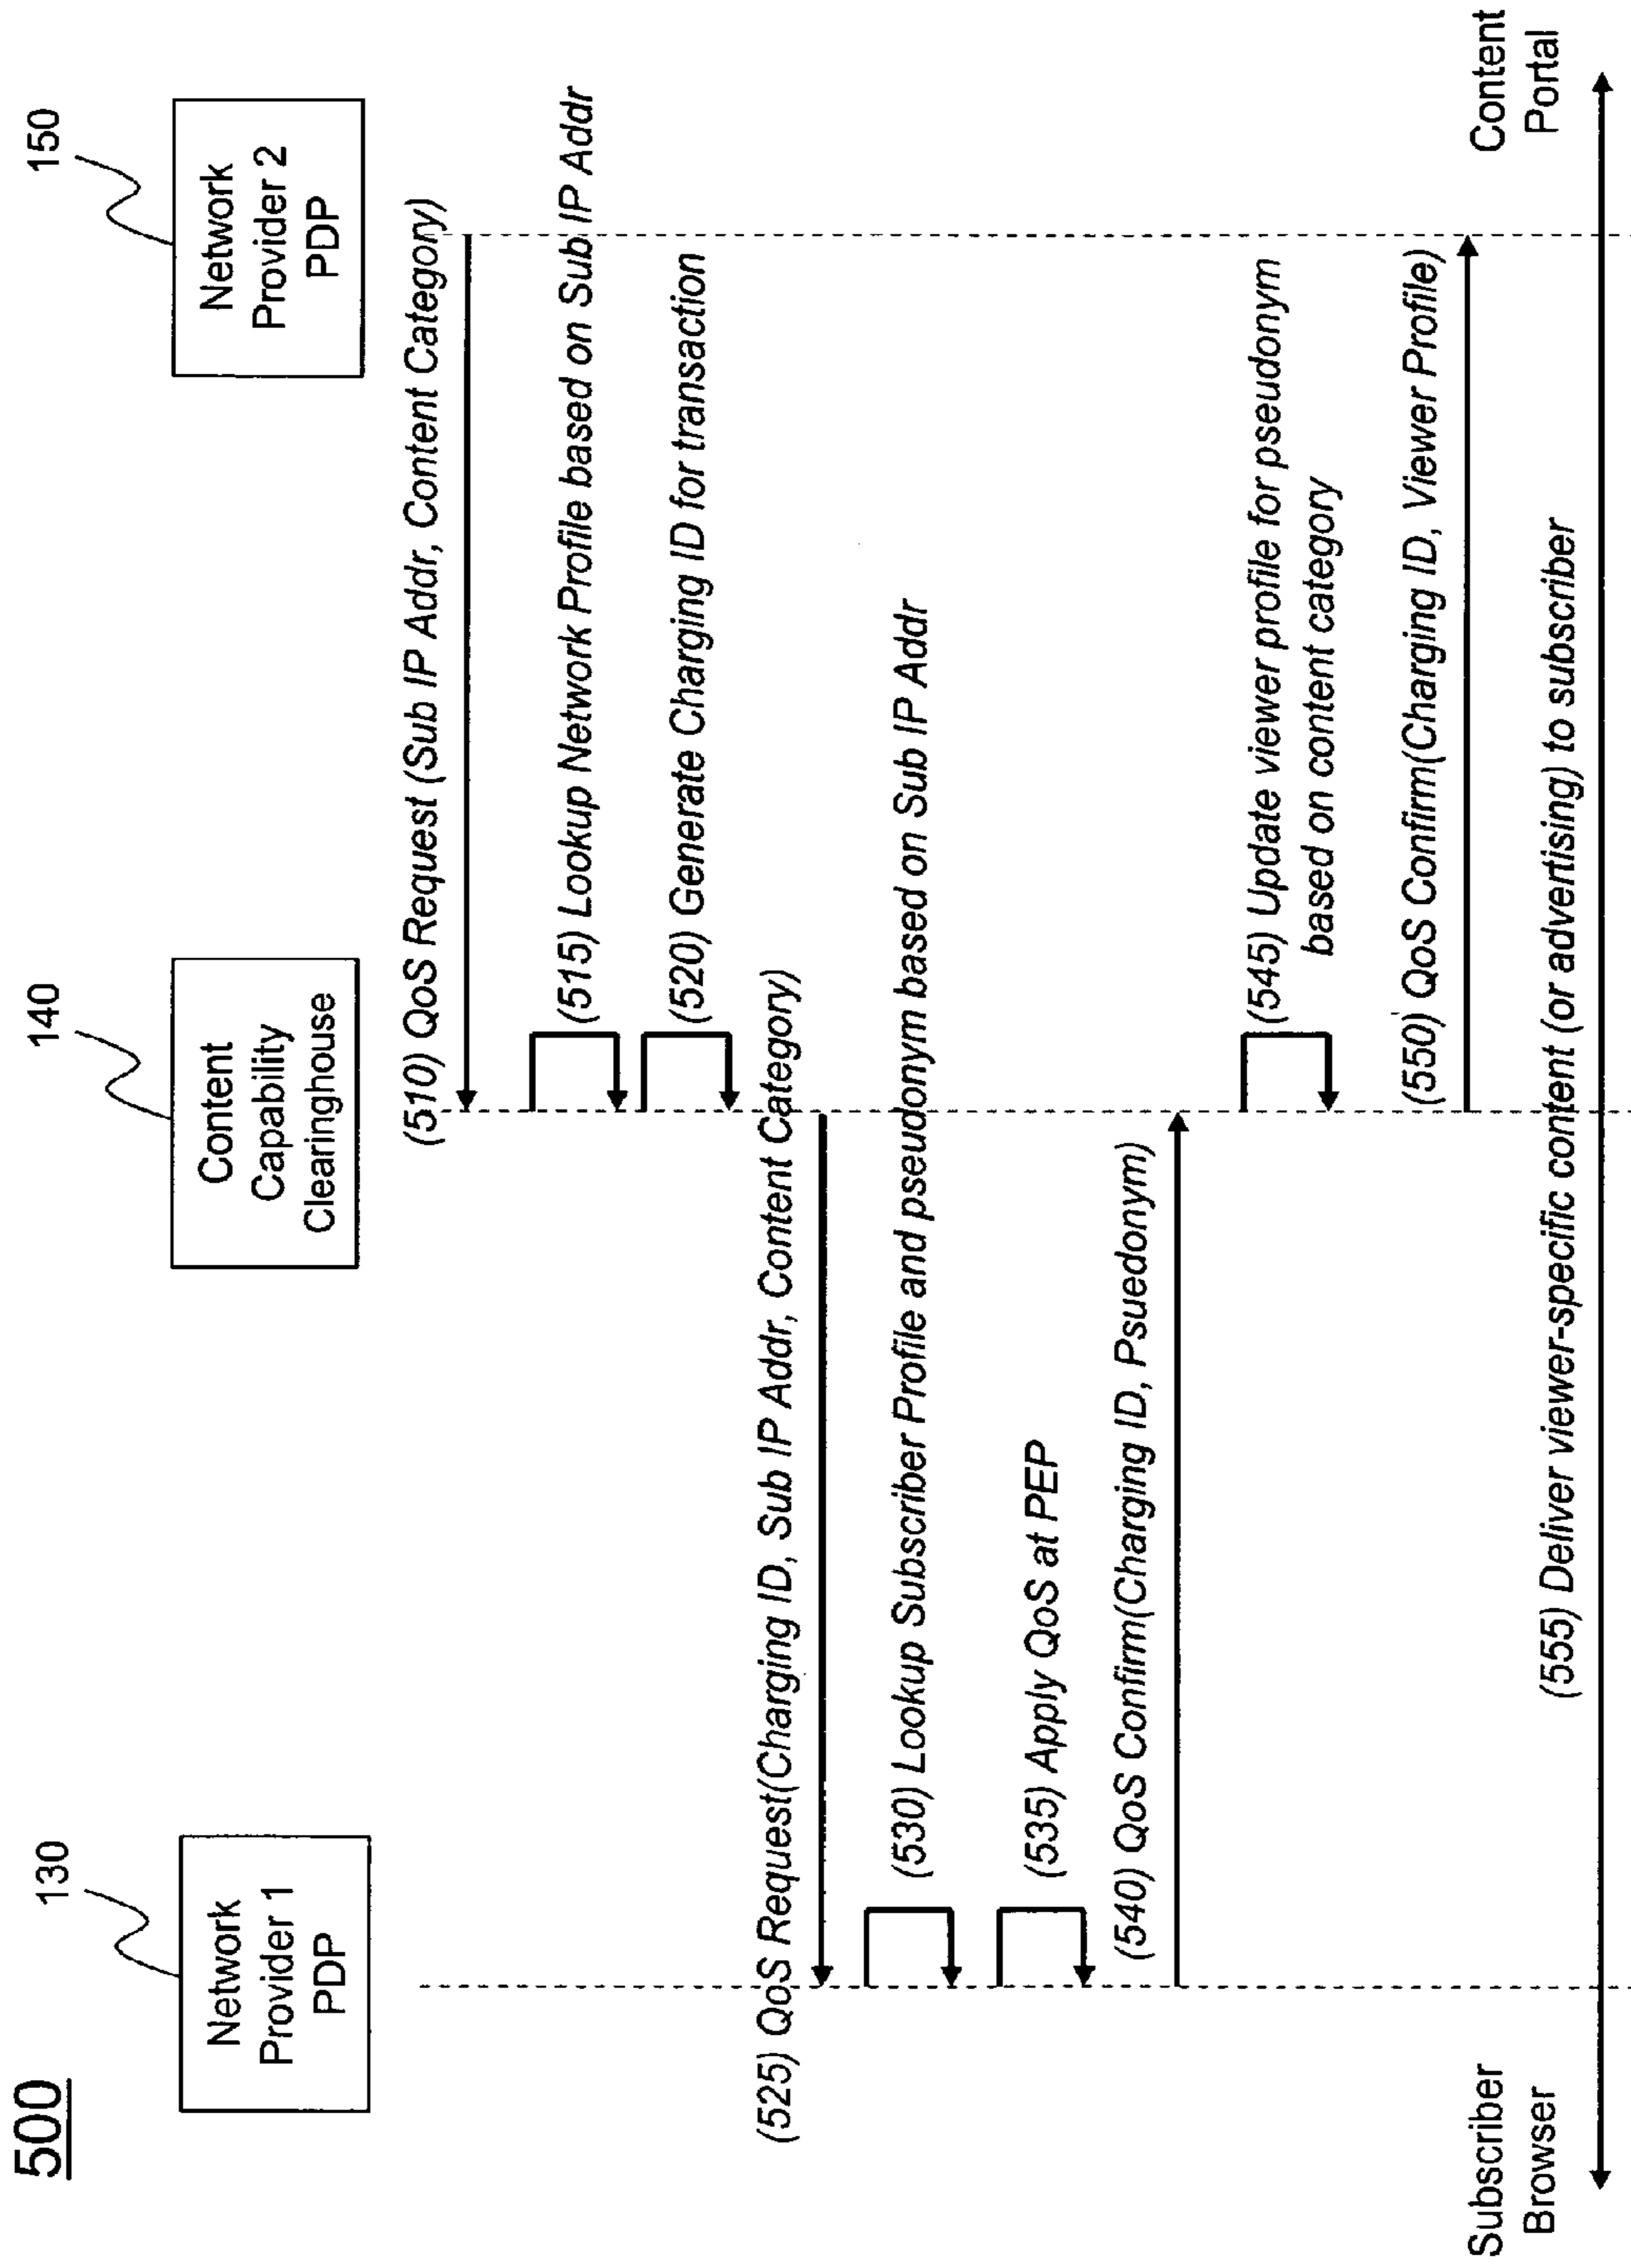 500
130
140
150
Network
Provider 1
PDP
Content
Capability
Clearinghouse
Network
Provider 2
PDP
(510) QoS Request (Sub IP Addr, Content Category)
(515) Lookup Network Profile based on Sub IP Addr
(520) Generate Charging ID for transaction
(525) QoS Request(Charging ID, Sub IP Addr, Content Category)
(530) Lookup Subscriber Profile and pseudonym based on Sub IP Addr
(535) Apply QoS at PEP
(540) QoS Confirm(Charging ID, Psuedonym)
(545) Update viewer profile for pseudonym
based on content category
(550) QoS Confirm(Charging ID, Viewer Profile)
Subscriber
Browser
Content
Portal
(555) Deliver viewer-specific content (or advertising) to subscriber